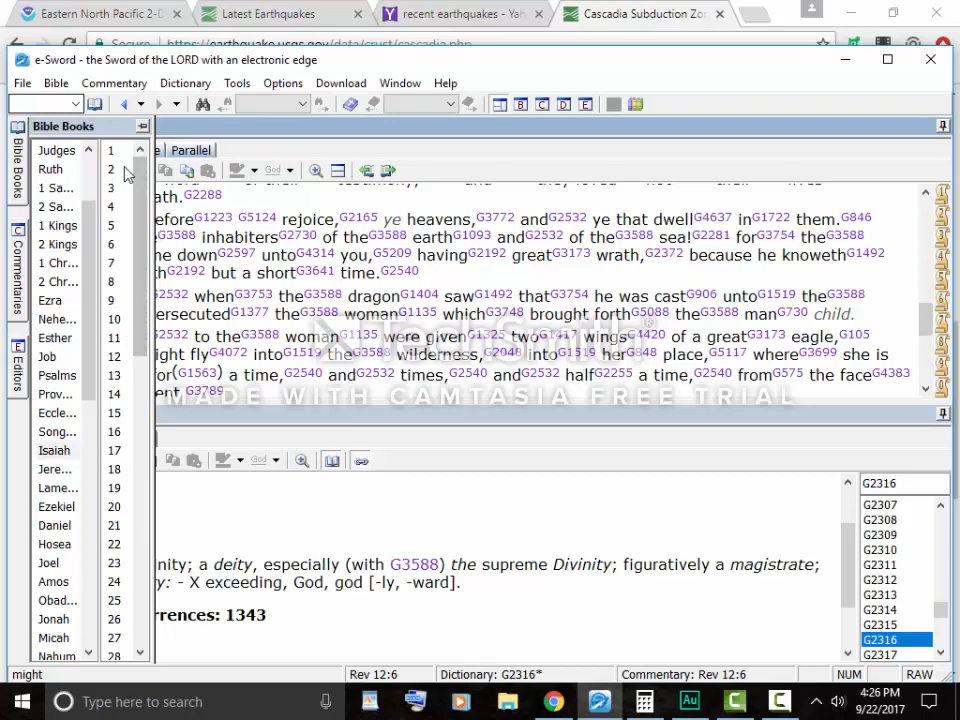 Eastern North Pacific 2-D
Latest Earthquakes
recent earthquakes - Yah
Cascadia Subduction Zon
Secure https://earthquake.usgs.gov/data/crust/cascadia.php
e-Sword - the Sword of the LORD with an electronic edge
File Bible Commentary Dictionary Tools Options Download Window Help
B C D E
Bible Books
Bible Books
Commentaries
Editors
Judges 1
Ruth 2
1 Sa... 3
2 Sa... 4
1 Kings 5
2 Kings 6
1 Chr... 7
2 Chr... 8
Ezra 9
Nehe... 10
Esther 11
Job 12
Psalms 13
Prov... 14
Eccle... 15
Song... 16
Isaiah 17
Jere... 18
Lame... 19
Ezekiel 20
Daniel 21
Hosea 22
Joel 23
Amos 24
Obad... 25
Jonah 26
Micah 27
Nahum 28
e Parallel
God
ath.G2288
efore G1223 G5124 rejoice,G2165 ye heavens,G3772 and G2532 ye that dwell G4637 in G1722 them.G846
e G3588 inhabiters G2730 of the G3588 earth G1093 and G2532 of the G3588 sea! G2281 for G3754 the G3588
ne down G2597 unto G4314 you,G5209 having G2192 great G3173 wrath,G2372 because he knoweth G1492
th G2192 but a short G3641 time.G2540
G2532 when G3753 the G3588 dragon G1404 saw G1492 that G3754 he was cast G906 unto G1519 the G3588
ersecuted G1377 the G3588 woman G1135 which G3748 brought forth G5088 the G3588 man G730 child.
G2532 to the G3588 woman G1135 were given G1325 two G1417 wings G4420 of a great G3173 eagle,G105
ight fly G4072 into G1519 the G3588 wilderness,G2048 into G1519 her G848 place,G5117 where G3699 she is
for( G1563) a time,G2540 and G2532 times,G2540 and G2532 half G2255 a time,G2540 from G575 the face G4383
ent.G3789
TechSmith®
MADE WITH CAMTASIA FREE TRIAL
God
inity; a deity, especially (with G3588) the supreme Divinity; figuratively a magistrate;
y: - X exceeding, God, god [-ly, -ward].
rrences: 1343
G2316
G2307
G2308
G2309
G2310
G2311
G2312
G2313
G2314
G2315
G2316
G2317
might Rev 12:6 Dictionary: G2316* Commentary: Rev 12:6 NUM RAW
Type here to search
Au
4:26 PM
9/22/2017